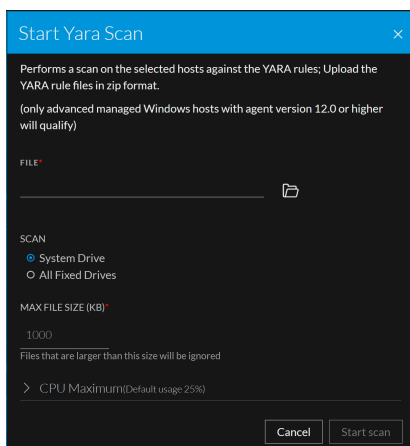 Start Yara Scan ×
Performs a scan on the selected hosts against the YARA rules; Upload the
YARA rule files in zip format.
(only advanced managed Windows hosts with agent version 12.0 or higher
will qualify)
FILE*
SCAN
System Drive
All Fixed Drives
MAX FILE SIZE (KB)*
1000
Files that are larger than this size will be ignored
CPU Maximum(Default usage 25%)
Cancel Start scan